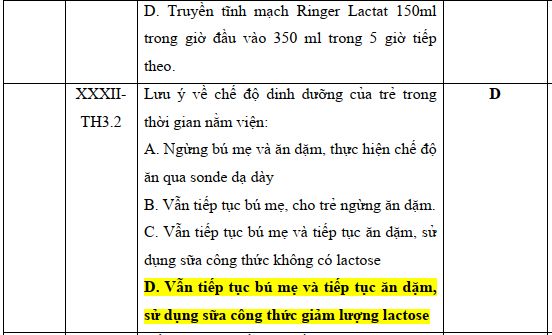 D. Truyền tĩnh mạch Ringer Lactat 150ml
trong giờ đầu vào 350 ml trong 5 giờ tiếp
theo.
XXXII-
TH3.2
Lưu ý về chế độ dinh dưỡng của trẻ trong
thời gian nằm viện:
A. Ngừng bú mẹ và ăn dặm, thực hiện chế độ
ăn qua sonde dạ dày
B. Vẫn tiếp tục bú mẹ, cho trẻ ngừng ăn dặm.
C. Vẫn tiếp tục bú mẹ và tiếp tục ăn dặm, sử
dụng sữa công thức không có lactose
D. Vẫn tiếp tục bú mẹ và tiếp tục ăn dặm,
sử dụng sữa công thức giảm lượng lactose
D